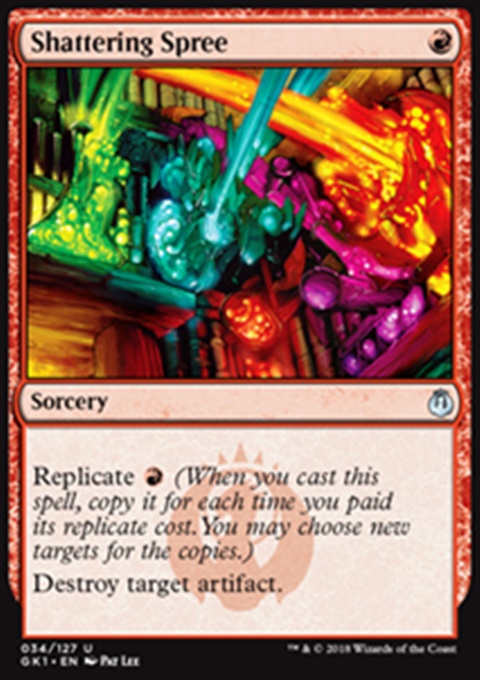 Shattering Spree
Sorcery
Replicate (When you cast this
spell, copy it for each time you paid
its replicate cost. You may choose new
targets for the copies.)
Destroy target artifact.
034/127 U
GK1 • EN Pat Lee
™ & © 2018 Wizards of the Coast